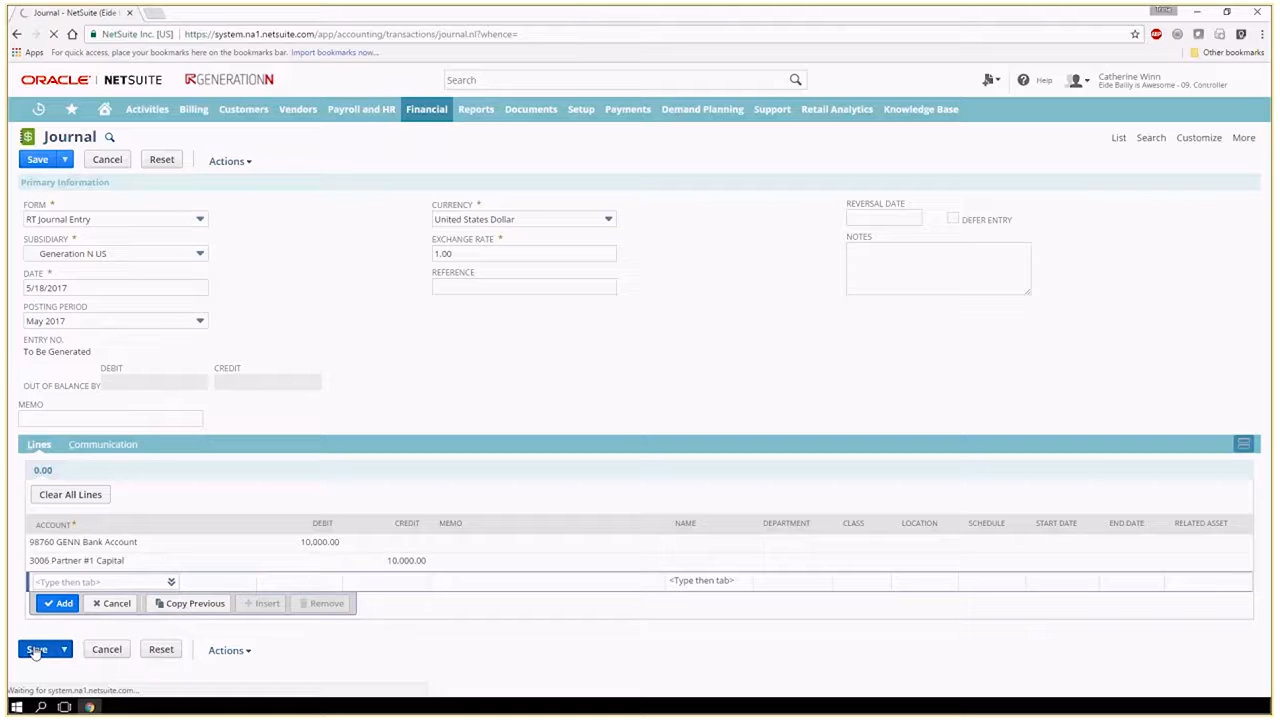 Journal - NetSuite (Eide
NetSuite Inc. [US] https://system.na1.netsuite.com/app/accounting/transactions/journal.nl?whence=
Apps For quick access, place your bookmarks here on the bookmarks bar. Import bookmarks now... Other bookmarks
ORACLE NETSUITE GENERATIONN Search Help Catherine Winn
Eide Bailly is Awesome - 09. Controller
Activities Billing Customers Vendors Payroll and HR Financial Reports Documents Setup Payments Demand Planning Support Retail Analytics Knowledge Base
Journal List Search Customize More
Save Cancel Reset Actions
Primary Information
FORM * CURRENCY * REVERSAL DATE
RT Journal Entry United States Dollar DEFER ENTRY
SUBSIDIARY * EXCHANGE RATE * NOTES
Generation N US 1.00
DATE * REFERENCE
5/18/2017
POSTING PERIOD
May 2017
ENTRY NO.
To Be Generated
DEBIT CREDIT
OUT OF BALANCE BY
MEMO
Lines Communication
0.00
Clear All Lines
ACCOUNT * DEBIT CREDIT MEMO NAME DEPARTMENT CLASS LOCATION SCHEDULE START DATE END DATE RELATED ASSET
98760 GENN Bank Account 10,000.00
3006 Partner #1 Capital 10,000.00
<Type then tab> <Type then tab>
Add Cancel Copy Previous Insert Remove
Save Cancel Reset Actions
Waiting for system.na1.netsuite.com...